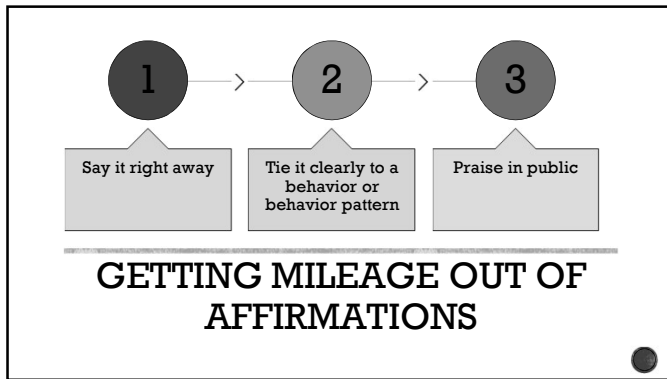 1
2
3
Say it right away
Tie it clearly to a
behavior or
behavior pattern
Praise in public
GETTING MILEAGE OUT OF
AFFIRMATIONS